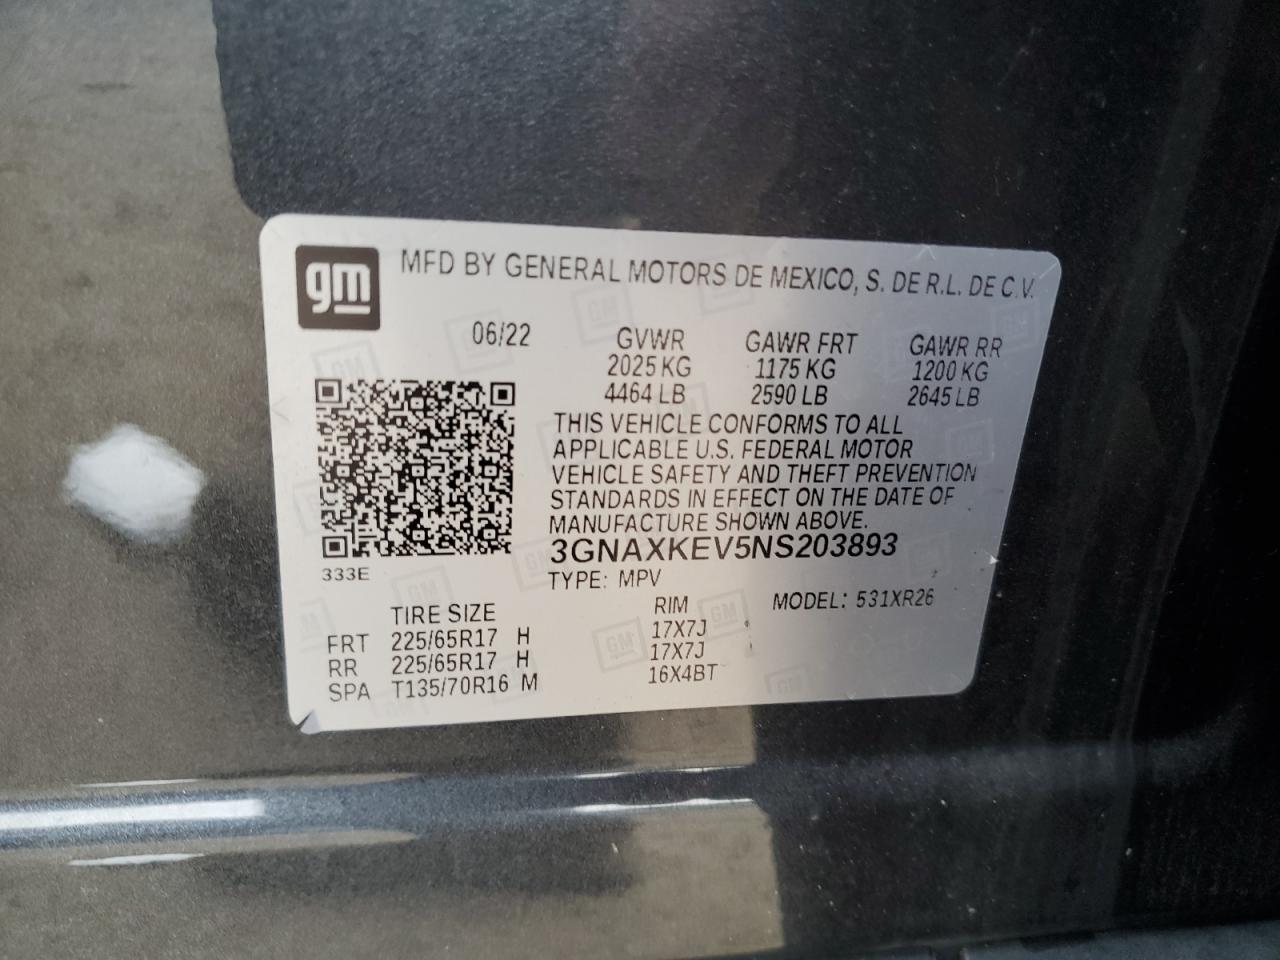 gm MFD BY GENERAL MOTORS DE MEXICO, S. DE R.L. DE C.V.
06/22 GVWR GAWR FRT GAWR RR
2025 KG 1175 KG 1200 KG
4464 LB 2590 LB 2645 LB
THIS VEHICLE CONFORMS TO ALL
APPLICABLE U.S. FEDERAL MOTOR
VEHICLE SAFETY AND THEFT PREVENTION
STANDARDS IN EFFECT ON THE DATE OF
MANUFACTURE SHOWN ABOVE.
3GNAXKEV5NS203893
333E TYPE: MPV MODEL: 531XR26
TIRE SIZE RIM
FRT 225/65R17 H 17X7J
RR 225/65R17 H 17X7J
SPA T135/70R16 M 16X4BT